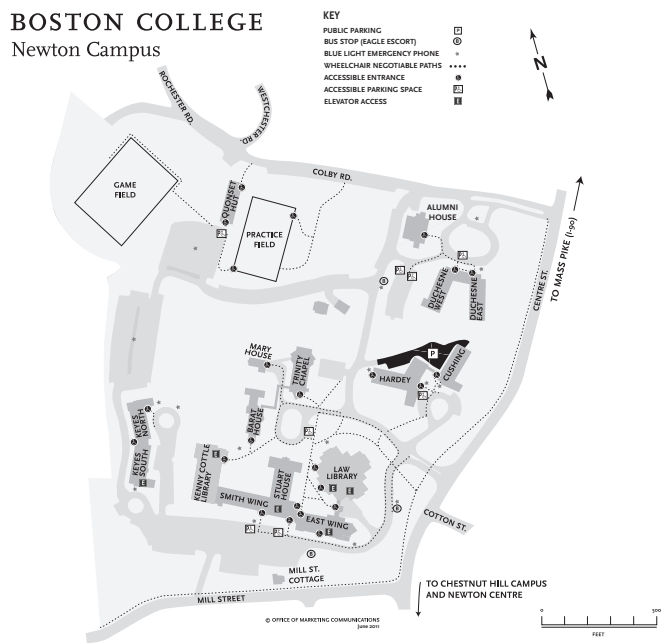 BOSTON COLLEGE
Newton Campus
KEY
PUBLIC PARKING P
BUS STOP (EAGLE ESCORT) B
BLUE LIGHT EMERGENCY PHONE
WHEELCHAIR NEGOTIABLE PATHS
ACCESSIBLE ENTRANCE
ACCESSIBLE PARKING SPACE P
ELEVATOR ACCESS E
N
ROCHESTER RD.
WESTCHESTER RD
COLBY RD.
GAME
FIELD
QUONSET
HUT
PRACTICE
FIELD
ALUMNI
HOUSE
DUCHESNE
WEST
DUCHESNE
EAST
CENTRE ST.
TO MASS PIKE (I-90)
B
P
CUSHING
HARDEY
MARY
HOUSE
TRINITY
CHAPEL
BARAT
HOUSE
KEYES
NORTH
KEYES
SOUTH
E
KENNY COTTLE
LIBRARY
E
STUART
HOUSE
LAW
LIBRARY
E
E
SMITH WING
E
EAST WING
E
B
COTTON ST.
B
MILL ST.
COTTAGE
MILL STREET
TO CHESTNUT HILL CAMPUS
AND NEWTON CENTRE
© OFFICE OF MARKETING COMMUNICATIONS
June 2011
0
500
FEET